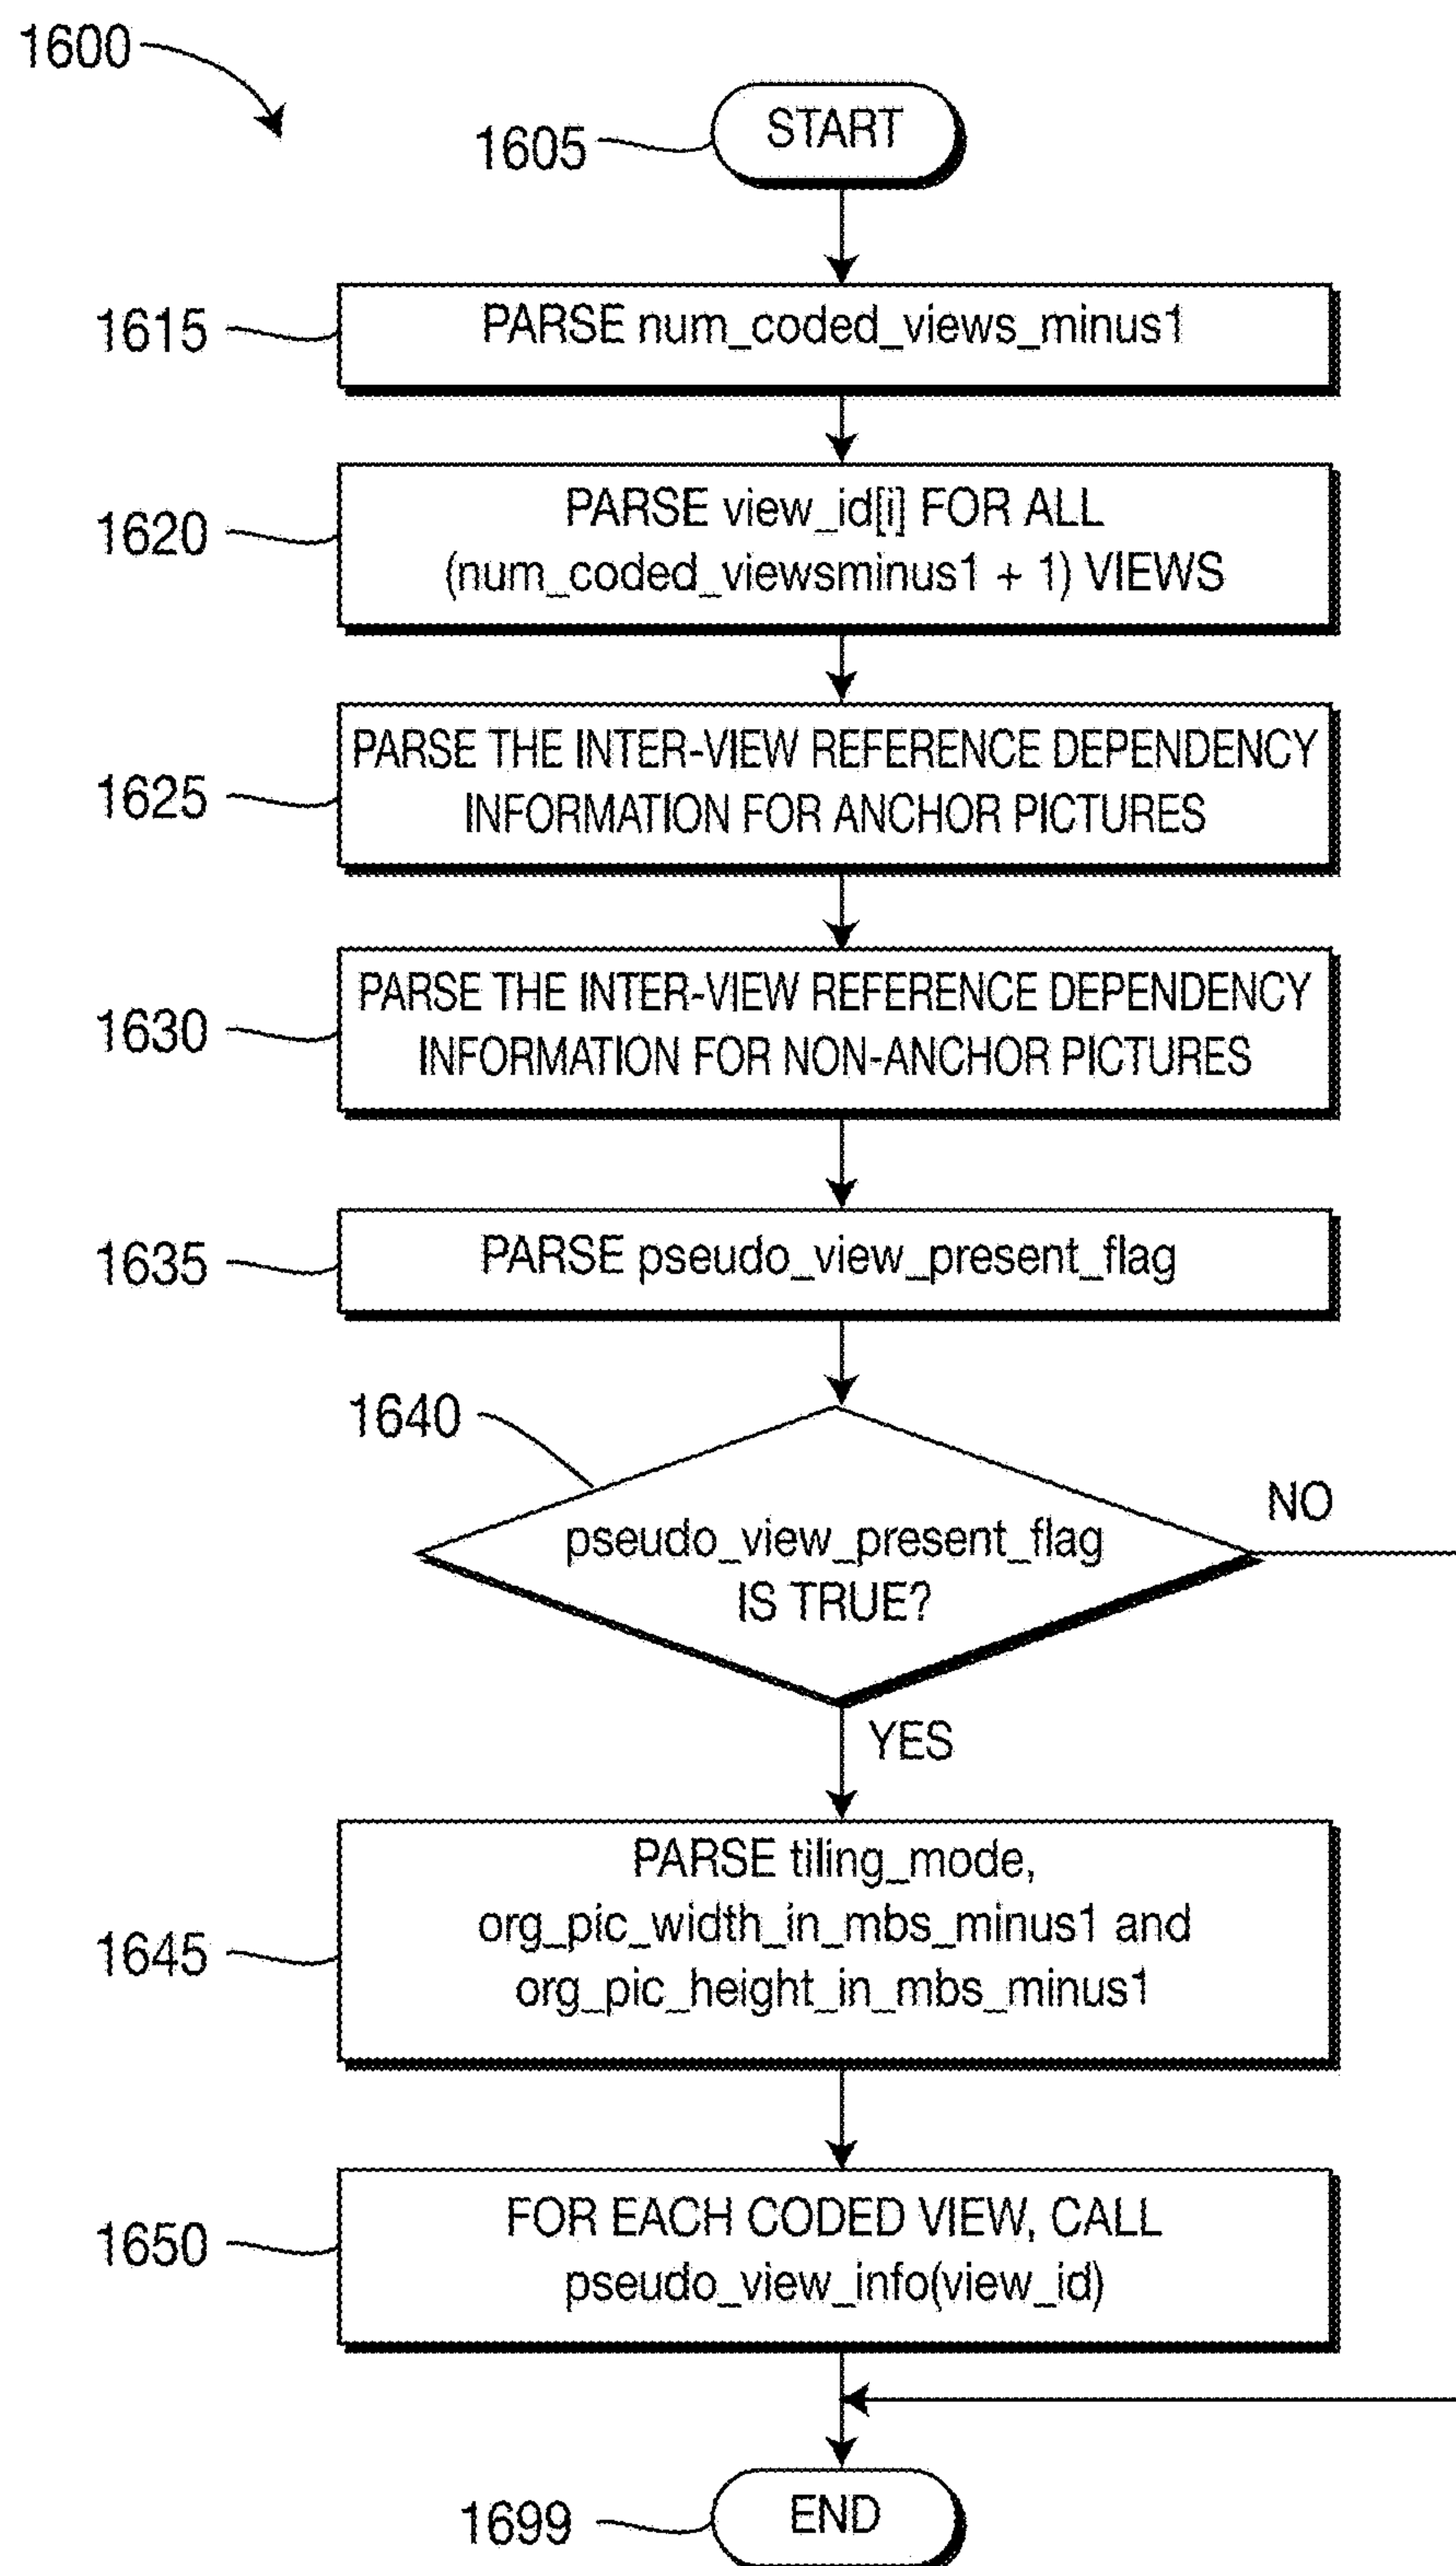 1600
1605
START
1615
PARSE num_coded_views_minus1
1620
PARSE view_id[i] FOR ALL
(num_coded_viewsminus1 + 1) VIEWS
1625
PARSE THE INTER-VIEW REFERENCE DEPENDENCY
INFORMATION FOR ANCHOR PICTURES
1630
PARSE THE INTER-VIEW REFERENCE DEPENDENCY
INFORMATION FOR NON-ANCHOR PICTURES
1635
PARSE pseudo_view_present_flag
1640
pseudo_view_present_flag
IS TRUE?
NO
YES
1645
PARSE tiling_mode,
org_pic_width_in_mbs_minus1 and
org_pic_height_in_mbs_minus1
1650
FOR EACH CODED VIEW, CALL
pseudo_view_info(view_id)
1699
END